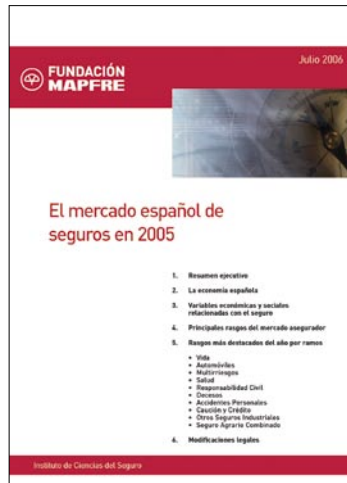 Julio 2006
FUNDACIÓN
MAPFRE
El mercado español de
seguros en 2005
1. Resumen ejecutivo
2. La economía española
3. Variables económicas y sociales
relacionadas con el seguro
4. Principales rasgos del mercado asegurador
5. Rasgos más destacados del año por ramos
• Vida
• Automóviles
• Multirriesgos
• Salud
• Responsabilidad Civil
• Decesos
• Accidentes Personales
• Caución y Crédito
• Otros Seguros Industriales
• Seguro Agrario Combinado
6. Modificaciones legales
Instituto de Ciencias del Seguro